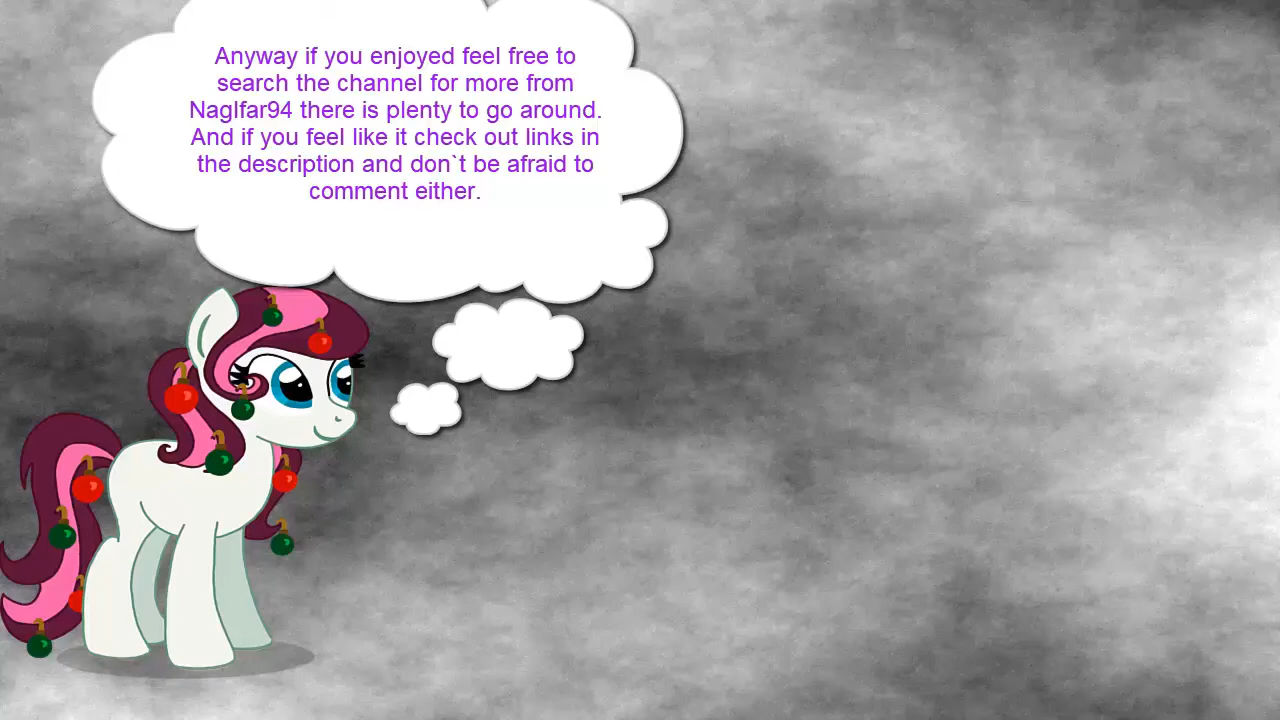 Anyway if you enjoyed feel free to
search the channel for more from
Naglfar94 there is plenty to go around.
And if you feel like it check out links in
the description and don`t be afraid to
comment either.